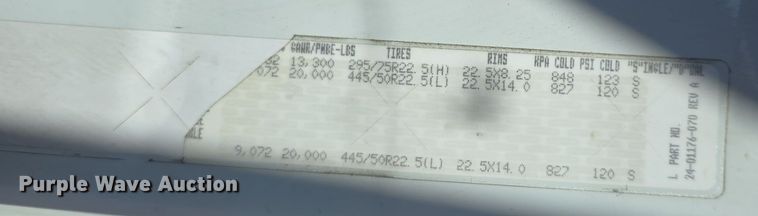 GAWR/PNBE-LBS TIRES RIMS KPA COLD PSI COLD "S"INGLE/"D"UAL
13,300 295/75R22.5(H) 22.5X8.25 848 123 S
9,072 20,000 445/50R22.5(L) 22.5X14.0 827 120 S
9,072 20,000 445/50R22.5(L) 22.5X14.0 827 120 S
L PART NO.
24-01176-070 REV A
Purple Wave Auction